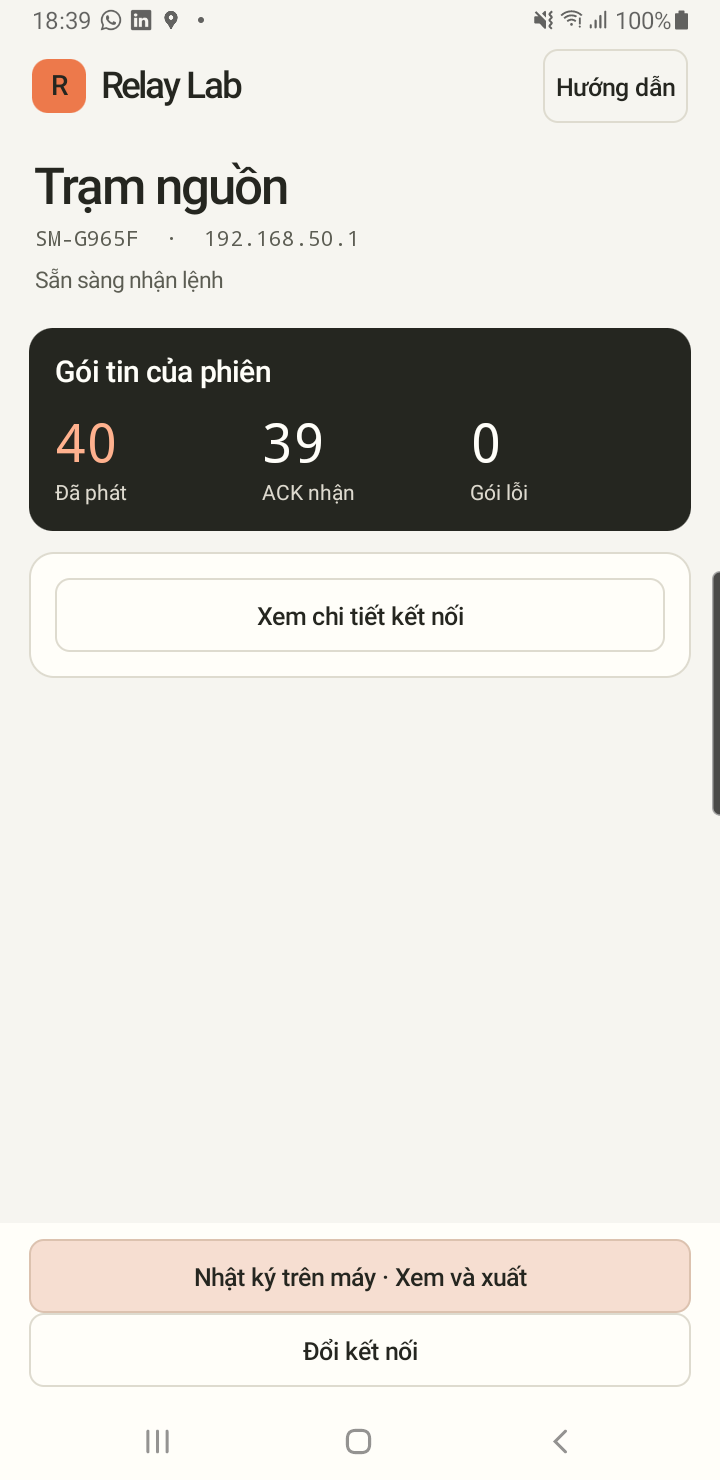 18:39
100%
R Relay Lab
Hướng dẫn
Trạm nguồn
SM-G965F · 192.168.50.1
Sẵn sàng nhận lệnh
Gói tin của phiên
40 39 0
Đã phát ACK nhận Gói lỗi
Xem chi tiết kết nối
Nhật ký trên máy · Xem và xuất
Đổi kết nối